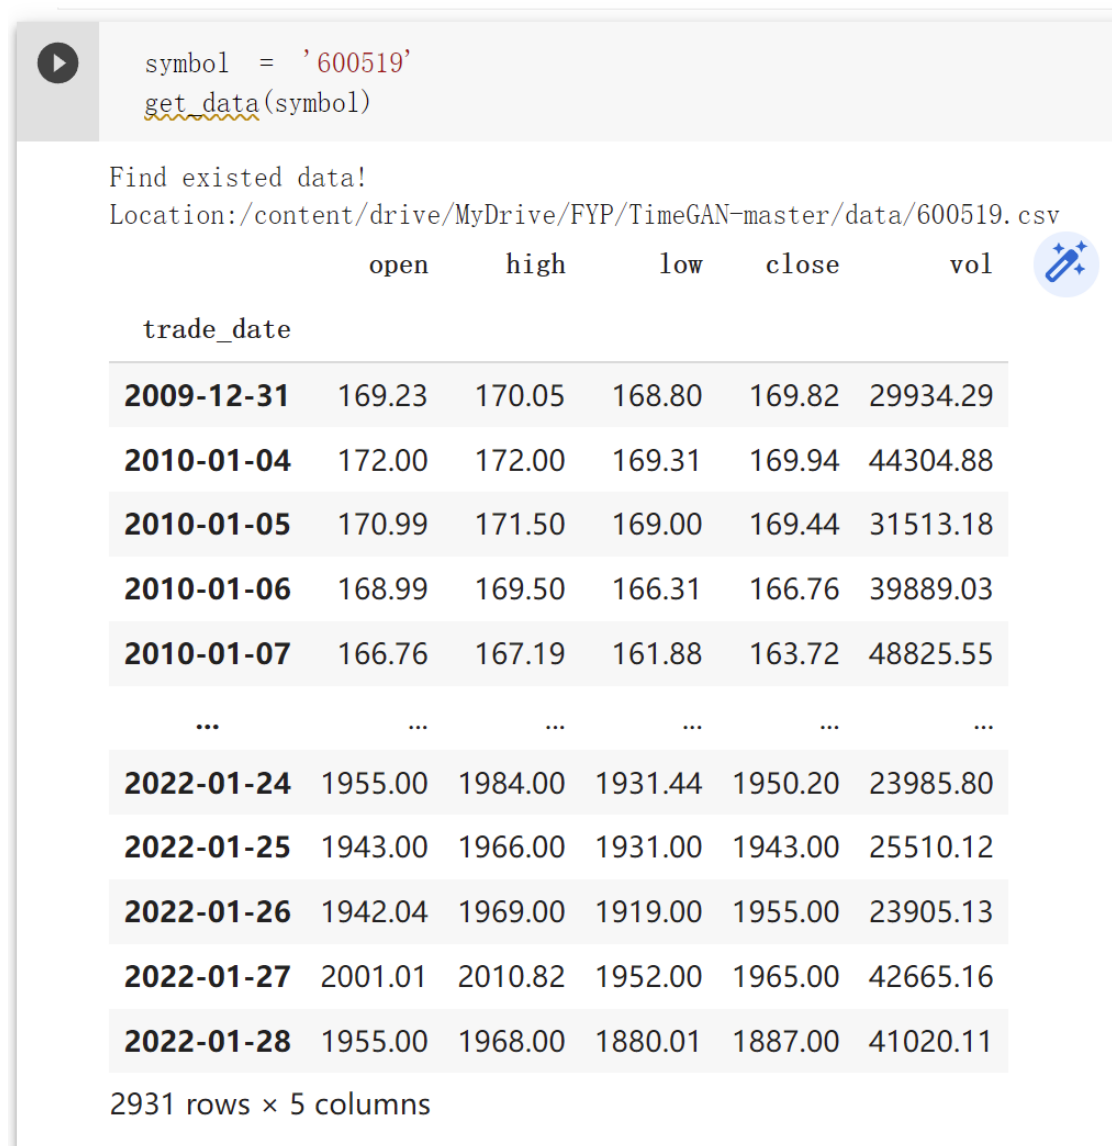 symbol = '600519'
get_data(symbol)
Find existed data!
Location:/content/drive/MyDrive/FYP/TimeGAN-master/data/600519.csv
open high low close vol
trade_date
2009-12-31 169.23 170.05 168.80 169.82 29934.29
2010-01-04 172.00 172.00 169.31 169.94 44304.88
2010-01-05 170.99 171.50 169.00 169.44 31513.18
2010-01-06 168.99 169.50 166.31 166.76 39889.03
2010-01-07 166.76 167.19 161.88 163.72 48825.55
... ... ... ... ... ...
2022-01-24 1955.00 1984.00 1931.44 1950.20 23985.80
2022-01-25 1943.00 1966.00 1931.00 1943.00 25510.12
2022-01-26 1942.04 1969.00 1919.00 1955.00 23905.13
2022-01-27 2001.01 2010.82 1952.00 1965.00 42665.16
2022-01-28 1955.00 1968.00 1880.01 1887.00 41020.11
2931 rows × 5 columns